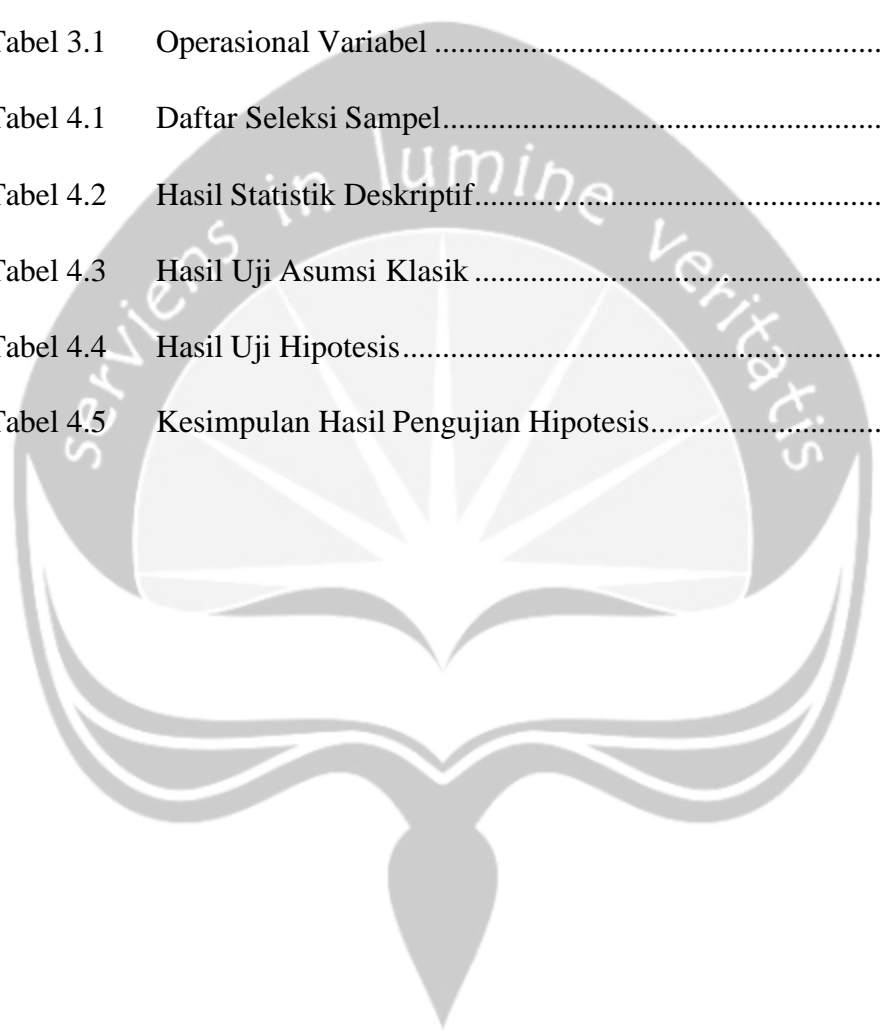 Tabel 3.1 Operasional Variabel ........................................................
Tabel 4.1 Daftar Seleksi Sampel.......................................................
Tabel 4.2 Hasil Statistik Deskriptif...................................................
Tabel 4.3 Hasil Uji Asumsi Klasik ...................................................
Tabel 4.4 Hasil Uji Hipotesis............................................................
Tabel 4.5 Kesimpulan Hasil Pengujian Hipotesis.............................
serviens in lumine veritatis